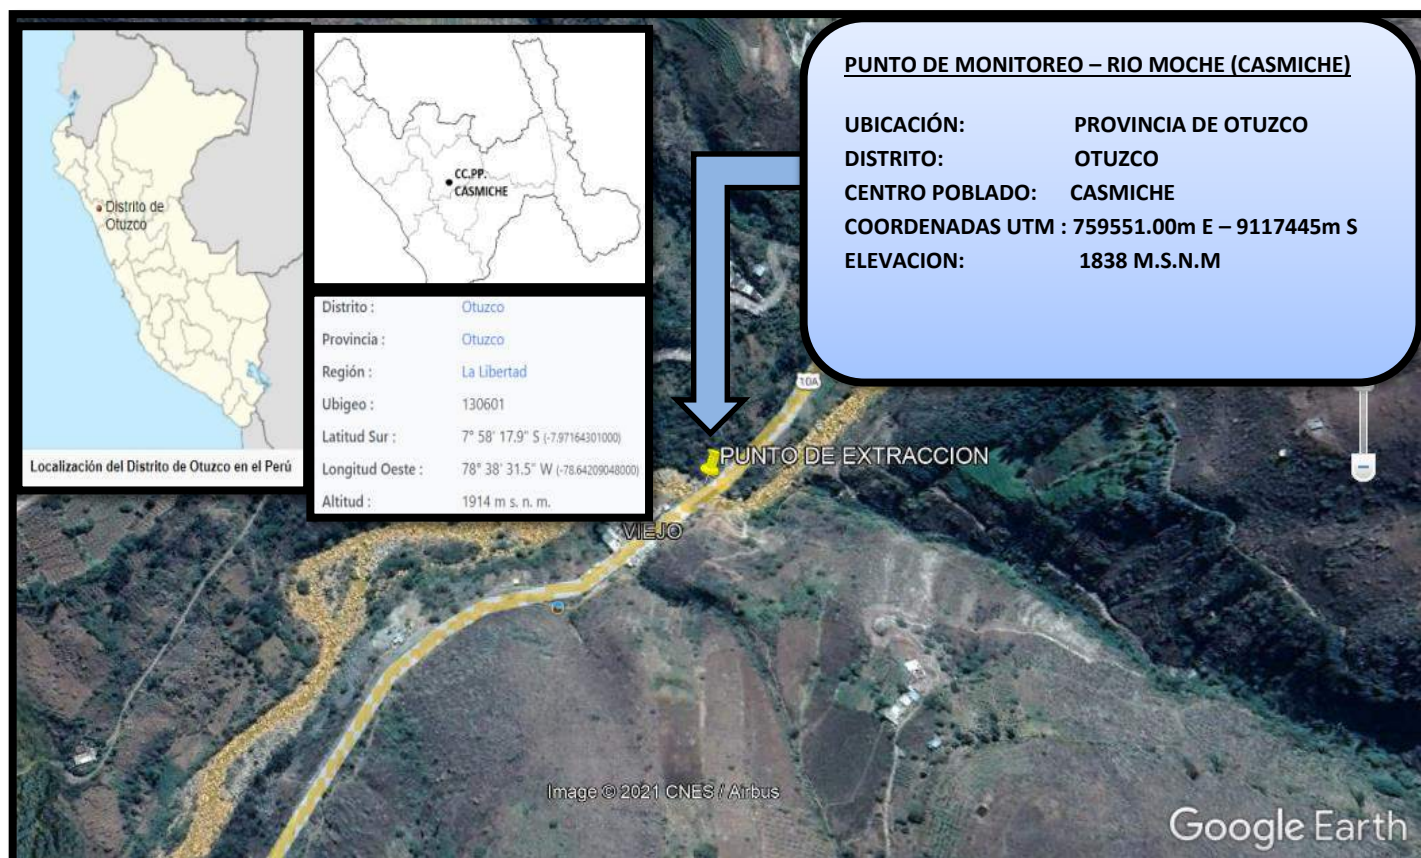 Distrito de
Otuzco
Localización del Distrito de Otuzco en el Perú
CC.PP.
CASMICHE
Distrito : Otuzco
Provincia : Otuzco
Región : La Libertad
Ubigeo : 130601
Latitud Sur : 7° 58' 17.9" S (-7.97164301000)
Longitud Oeste : 78° 38' 31.5" W (-78.64209048000)
Altitud : 1914 m s. n. m.
PUNTO DE MONITOREO – RIO MOCHE (CASMICHE)
UBICACIÓN: PROVINCIA DE OTUZCO
DISTRITO: OTUZCO
CENTRO POBLADO: CASMICHE
COORDENADAS UTM : 759551.00m E – 9117445m S
ELEVACION: 1838 M.S.N.M
10A
PUNTO DE EXTRACCION
VIEJO
Image © 2021 CNES / Airbus
Google Earth